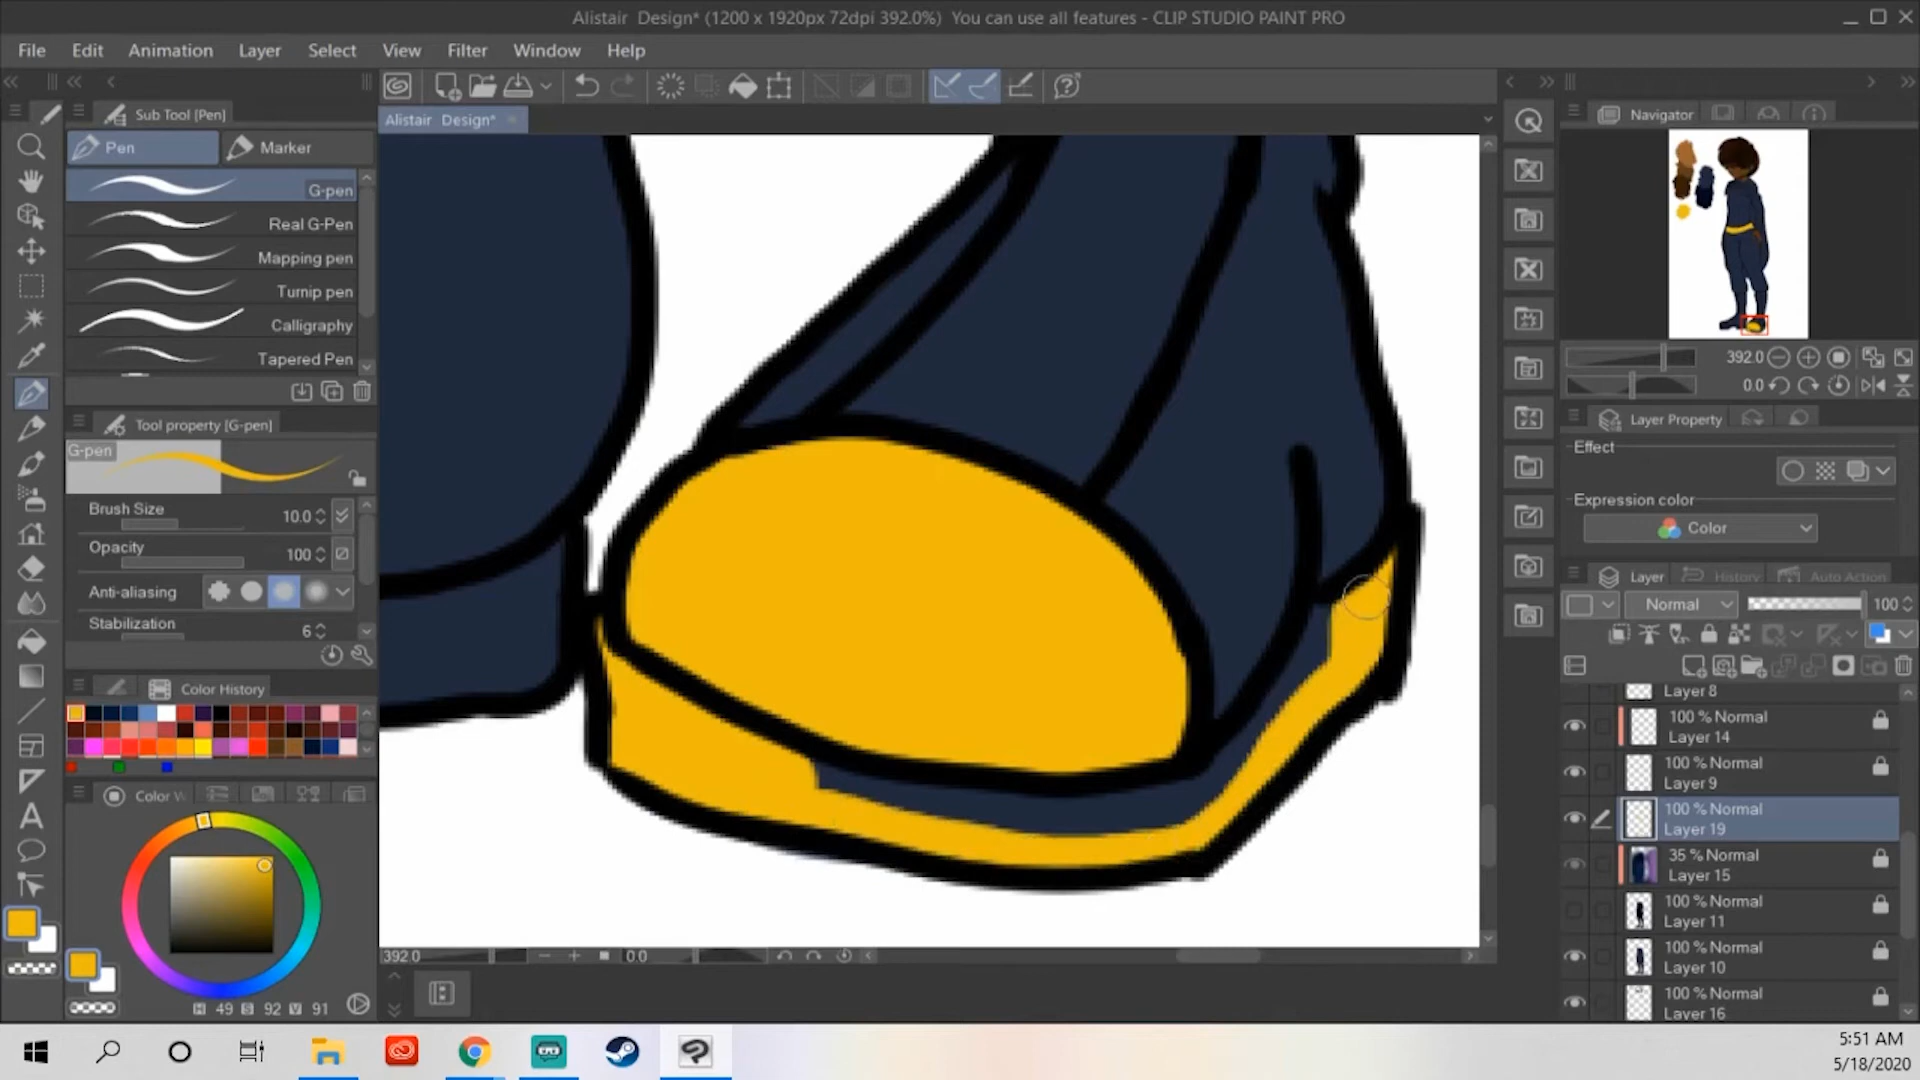 Alistair Design* (1200 x 1920px 72dpi 392.0%) You can use all features - CLIP STUDIO PAINT PRO
File Edit Animation Layer Select View Filter Window Help
Sub Tool [Pen]
Pen Marker
G-pen
Real G-Pen
Mapping pen
Turnip pen
Calligraphy
Tapered Pen
Tool property [G-pen]
G-pen
Brush Size 10.0
Opacity 100
Anti-aliasing
Stabilization 6
Color History
Color W
H 49 S 92 V 91
Alistair Design*
392.0 0.0
Navigator
392.0
0.0
Layer Property
Effect
Expression color
Color
Layer History Auto Action
Normal 100
Layer 8
100 % Normal
Layer 14
100 % Normal
Layer 9
100 % Normal
Layer 19
35 % Normal
Layer 15
100 % Normal
Layer 11
100 % Normal
Layer 10
100 % Normal
Layer 16
5:51 AM
5/18/2020